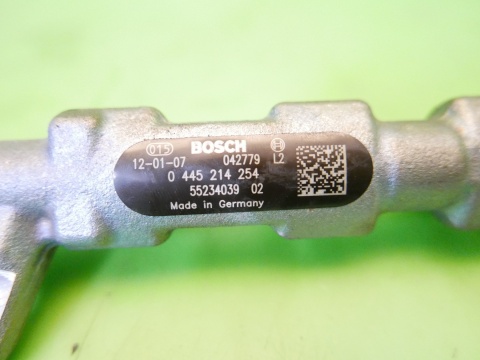 015 BOSCH
12-01-07 042779 L2
0 445 214 254
55234039 02
Made in Germany